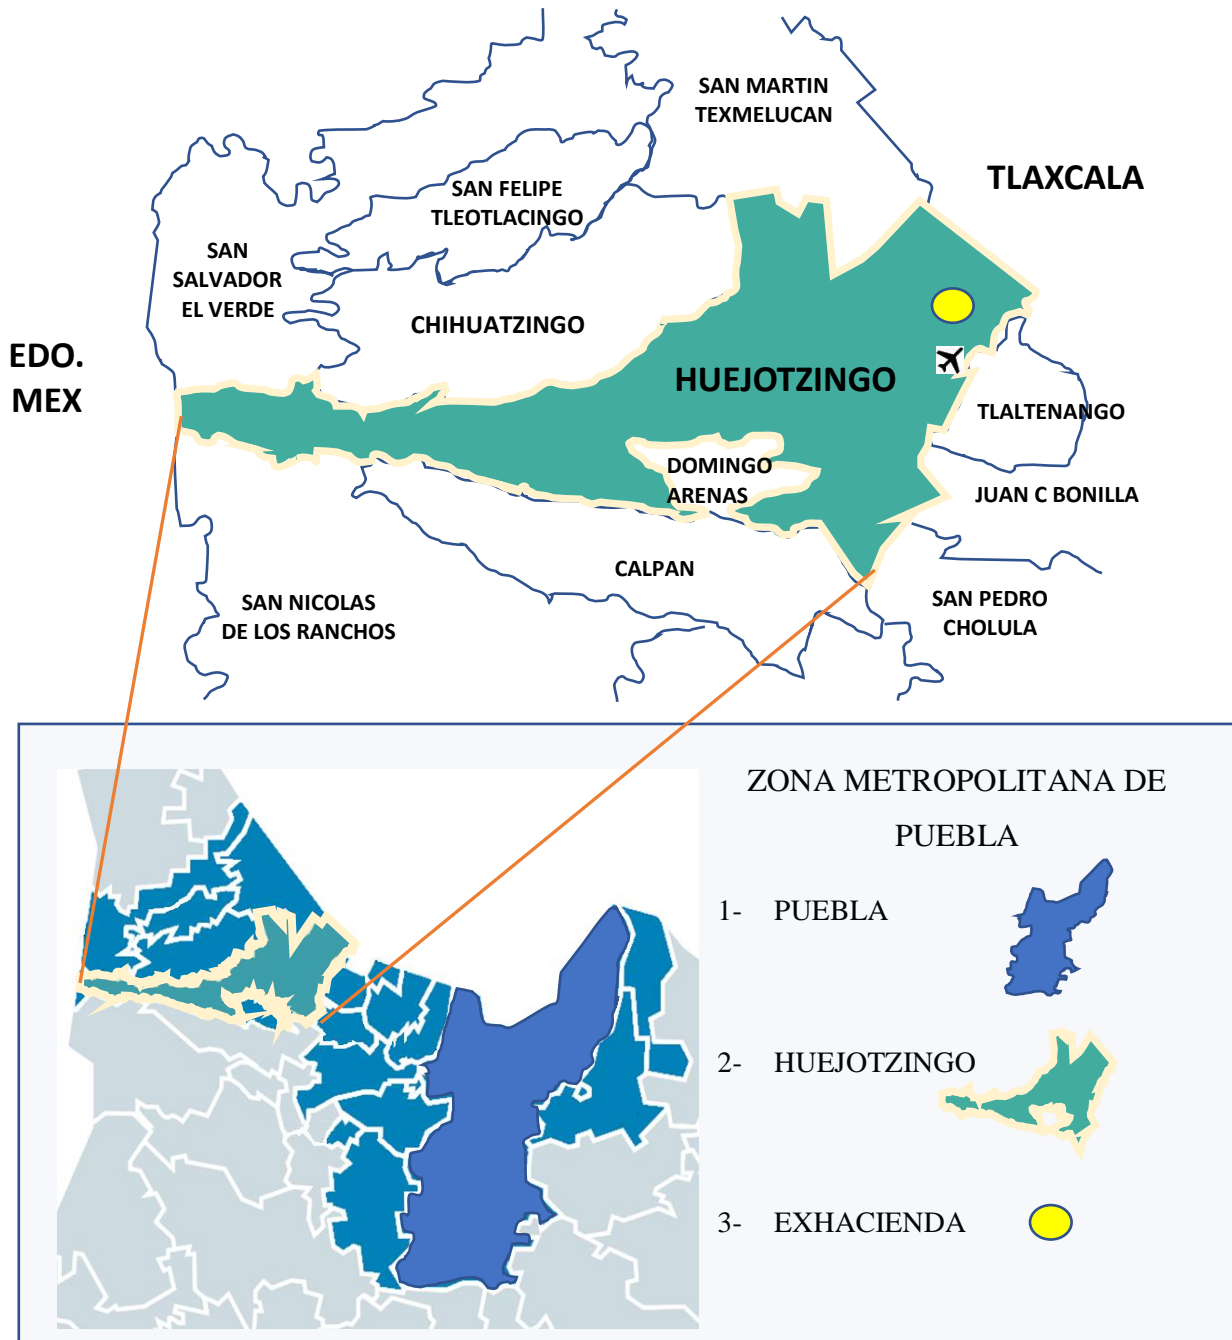 SAN MARTIN
TEXMELUCAN
TLAXCALA
SAN FELIPE
TLEOTLACINGO
SAN
SALVADOR
EL VERDE
CHIHUATZINGO
EDO.
MEX
HUEJOTZINGO
TLALTENANGO
DOMINGO
ARENAS
JUAN C BONILLA
CALPAN
SAN NICOLAS
DE LOS RANCHOS
SAN PEDRO
CHOLULA
ZONA METROPOLITANA DE
PUEBLA
1- PUEBLA
2- HUEJOTZINGO
3- EXHACIENDA